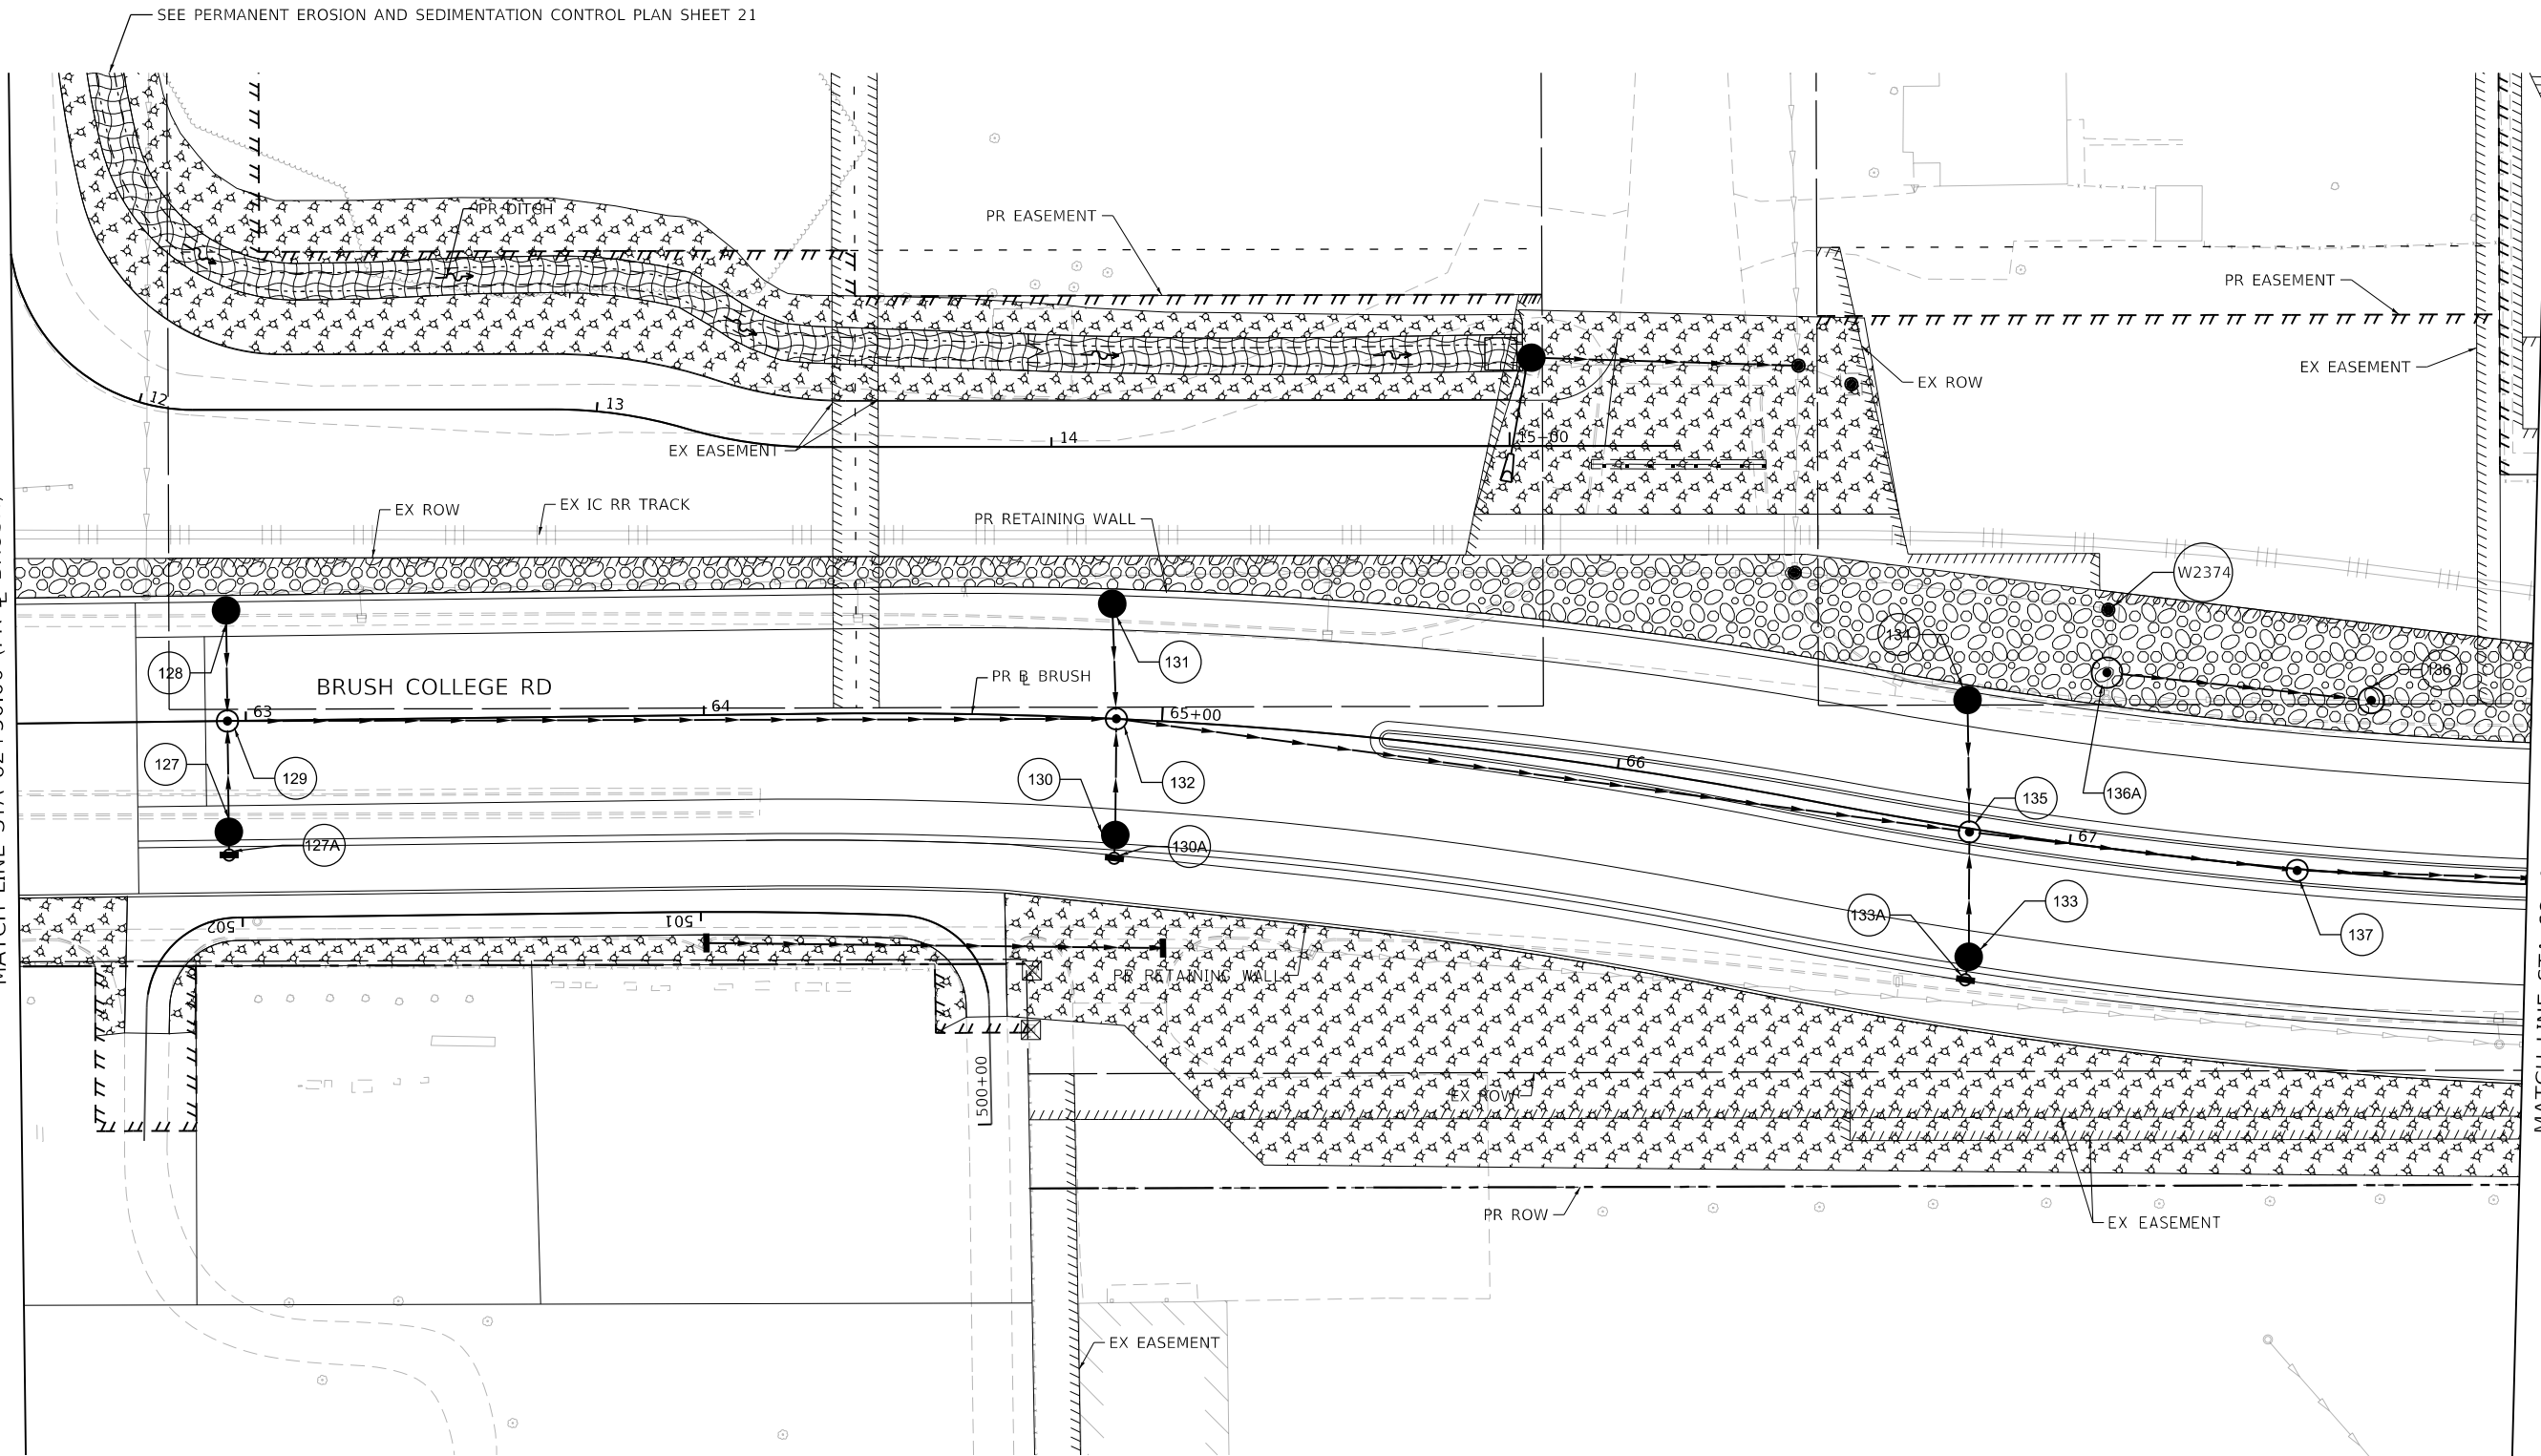 SEE PERMANENT EROSION AND SEDIMENTATION CONTROL PLAN SHEET 21
PR DITCH
PR EASEMENT
PR EASEMENT
EX EASEMENT
EX ROW
12
13
14
15+00
EX EASEMENT
EX ROW
EX IC RR TRACK
PR RETAINING WALL
W2374
128
131
134
136
BRUSH COLLEGE RD
PR BL BRUSH
63
64
65+00
66
67
127
129
130
132
135
136A
127A
130A
133A
133
137
502
501
PR RETAINING WALL
500+00
EX ROW
PR ROW
EX EASEMENT
EX EASEMENT